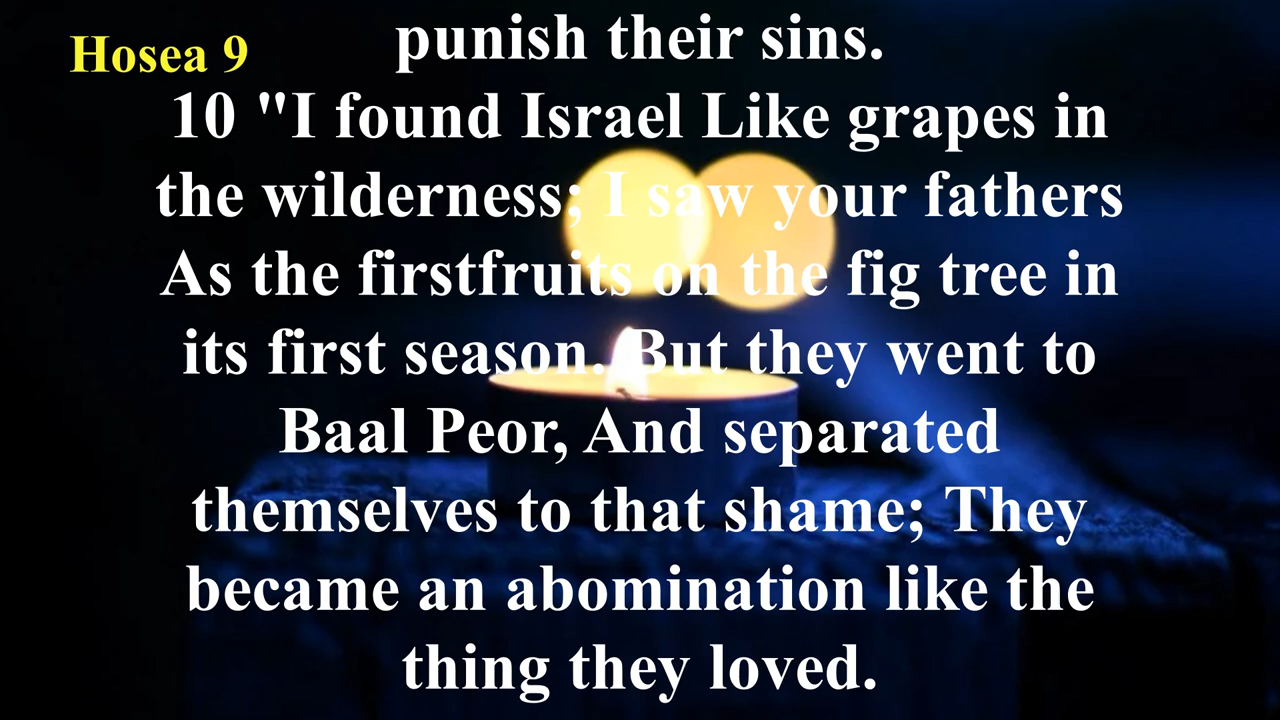 Hosea 9
punish their sins.
10 "I found Israel Like grapes in
the wilderness; I saw your fathers
As the firstfruits on the fig tree in
its first season. But they went to
Baal Peor, And separated
themselves to that shame; They
became an abomination like the
thing they loved.